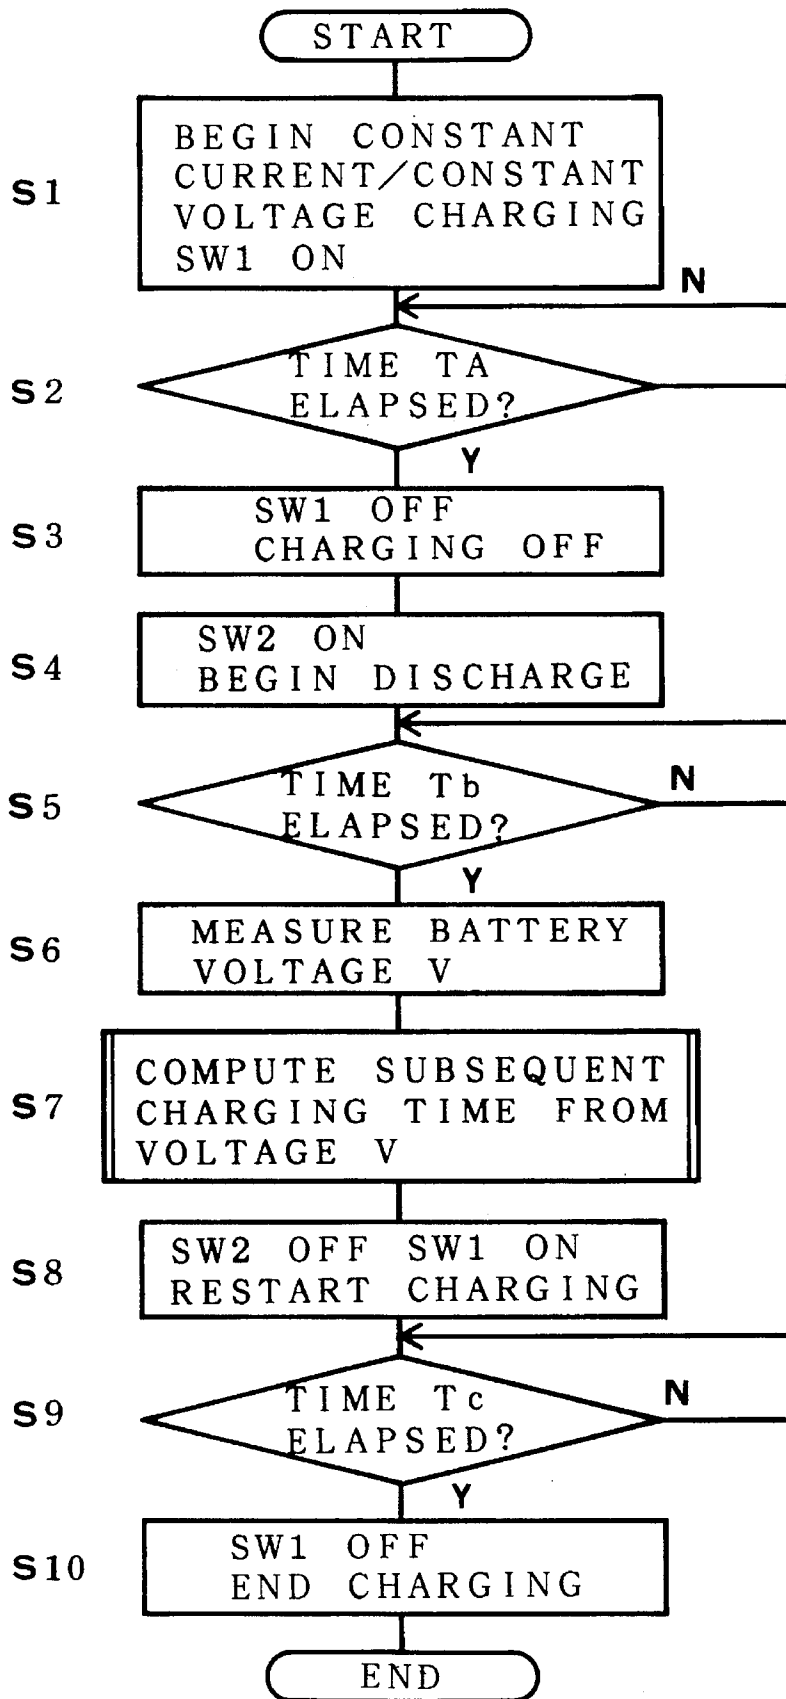 START
S1
BEGIN CONSTANT
CURRENT/CONSTANT
VOLTAGE CHARGING
SW1 ON
N
S2
TIME TA
ELAPSED?
Y
S3
SW1 OFF
CHARGING OFF
S4
SW2 ON
BEGIN DISCHARGE
S5
TIME Tb
ELAPSED?
N
Y
S6
MEASURE BATTERY
VOLTAGE V
S7
COMPUTE SUBSEQUENT
CHARGING TIME FROM
VOLTAGE V
S8
SW2 OFF SW1 ON
RESTART CHARGING
S9
TIME Tc
ELAPSED?
N
Y
S10
SW1 OFF
END CHARGING
END